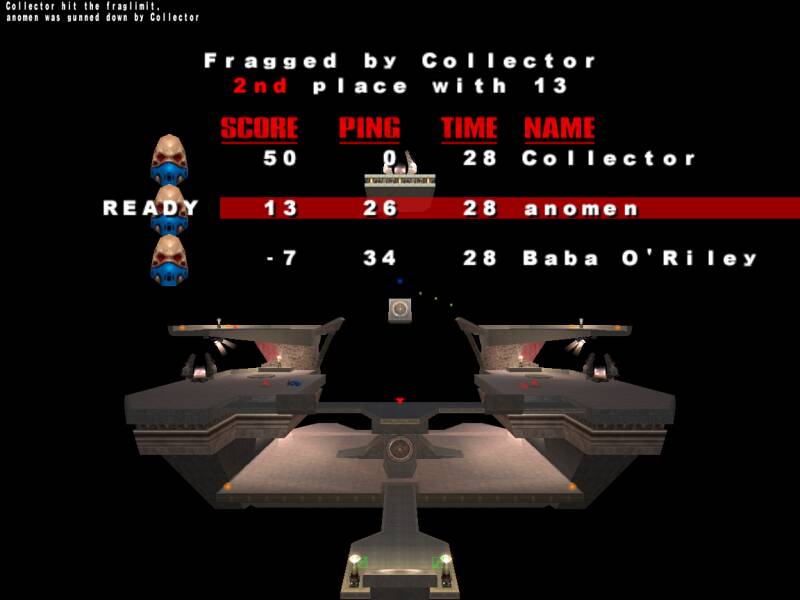 Collector hit the fraglimit.
anomen was gunned down by Collector
Fragged by Collector
2nd place with 13
SCORE PING TIME NAME
50 0 28 Collector
READY 13 26 28 anomen
-7 34 28 Baba O'Riley